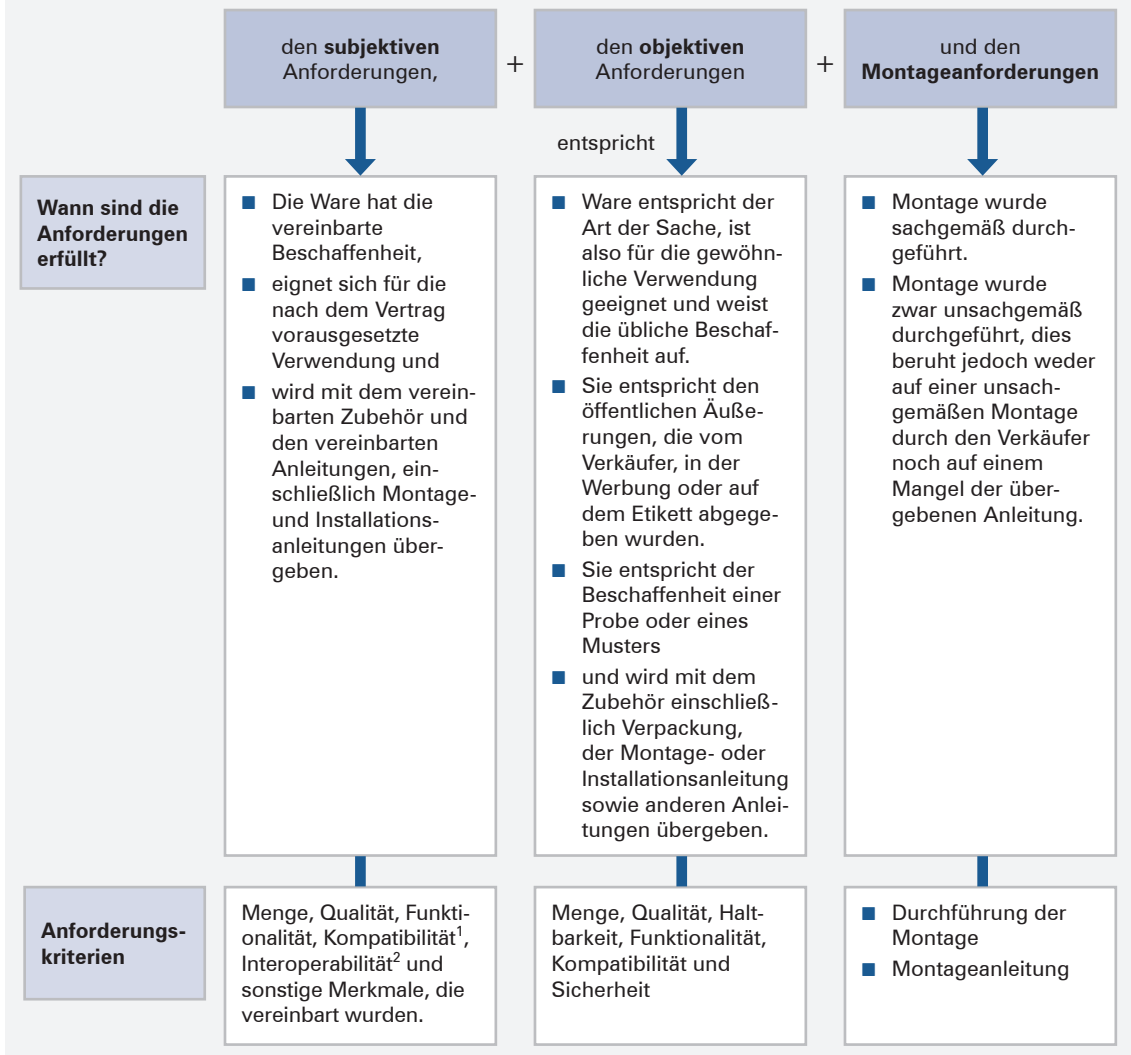 den subjektiven
Anforderungen,
+
den objektiven
Anforderungen
+
und den
Montageanforderungen
entspricht
Wann sind die
Anforderungen
erfüllt?
■ Die Ware hat die
vereinbarte
Beschaffenheit,
■ eignet sich für die
nach dem Vertrag
vorausgesetzte
Verwendung und
■ wird mit dem verein-
barten Zubehör und
den vereinbarten
Anleitungen, ein-
schließlich Montage-
und Installations-
anleitungen über-
geben.
■ Ware entspricht der
Art der Sache, ist
also für die gewöhn-
liche Verwendung
geeignet und weist
die übliche Beschaf-
fenheit auf.
■ Sie entspricht den
öffentlichen Äuße-
rungen, die vom
Verkäufer, in der
Werbung oder auf
dem Etikett abgege-
ben wurden.
■ Sie entspricht der
Beschaffenheit einer
Probe oder eines
Musters
■ und wird mit dem
Zubehör einschließ-
lich Verpackung,
der Montage- oder
Installationsanleitung
sowie anderen Anlei-
tungen übergeben.
■ Montage wurde
sachgemäß durch-
geführt.
■ Montage wurde
zwar unsachgemäß
durchgeführt, dies
beruht jedoch weder
auf einer unsach-
gemäßen Montage
durch den Verkäufer
noch auf einem
Mangel der über-
gebenen Anleitung.
Anforderungs-
kriterien
Menge, Qualität, Funkti-
onalität, Kompatibilität¹,
Interoperabilität² und
sonstige Merkmale, die
vereinbart wurden.
Menge, Qualität, Halt-
barkeit, Funktionalität,
Kompatibilität und
Sicherheit
■ Durchführung der
Montage
■ Montageanleitung